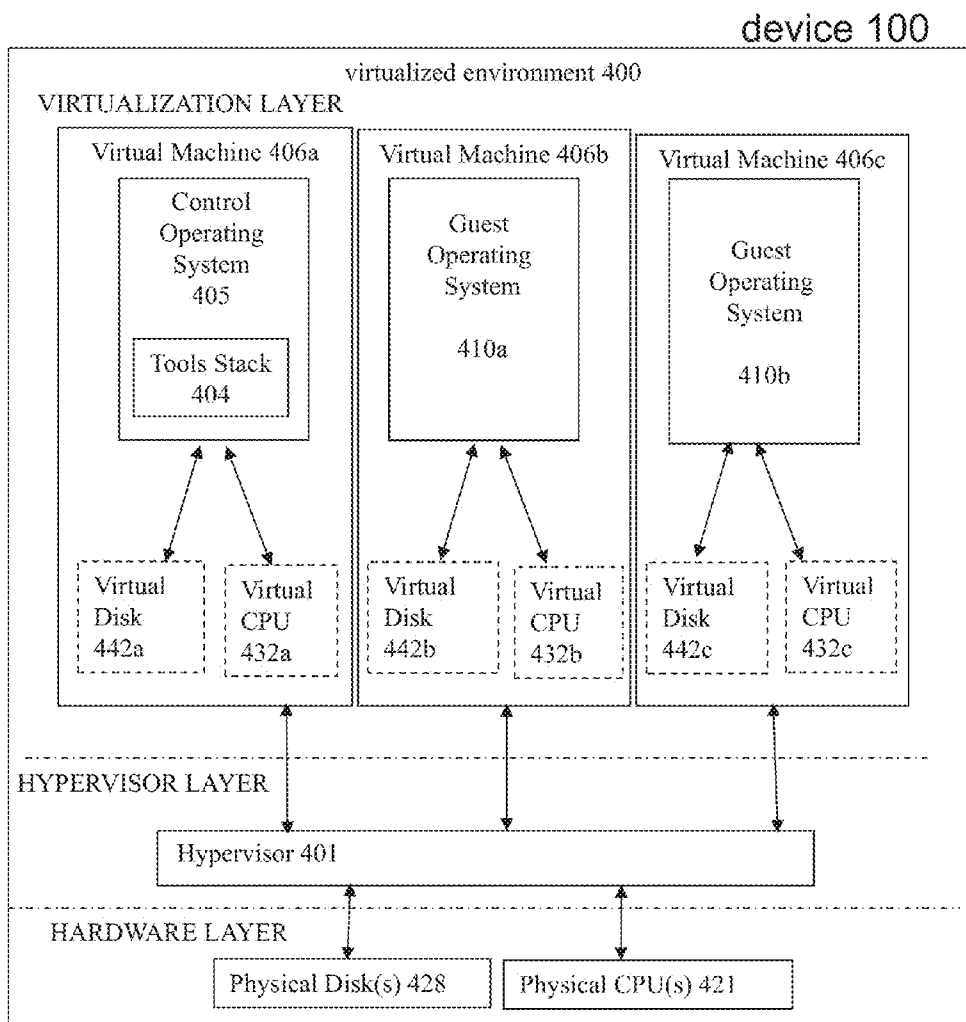 device 100
virtualized environment 400
VIRTUALIZATION LAYER
Virtual Machine 406a
Control
Operating
System
405
Tools Stack
404
Virtual
Disk
442a
Virtual
CPU
432a
Virtual Machine 406b
Guest
Operating
System
410a
Virtual
Disk
442b
Virtual
CPU
432b
Virtual Machine 406c
Guest
Operating
System
410b
Virtual
Disk
442c
Virtual
CPU
432c
HYPERVISOR LAYER
Hypervisor 401
HARDWARE LAYER
Physical Disk(s) 428
Physical CPU(s) 421